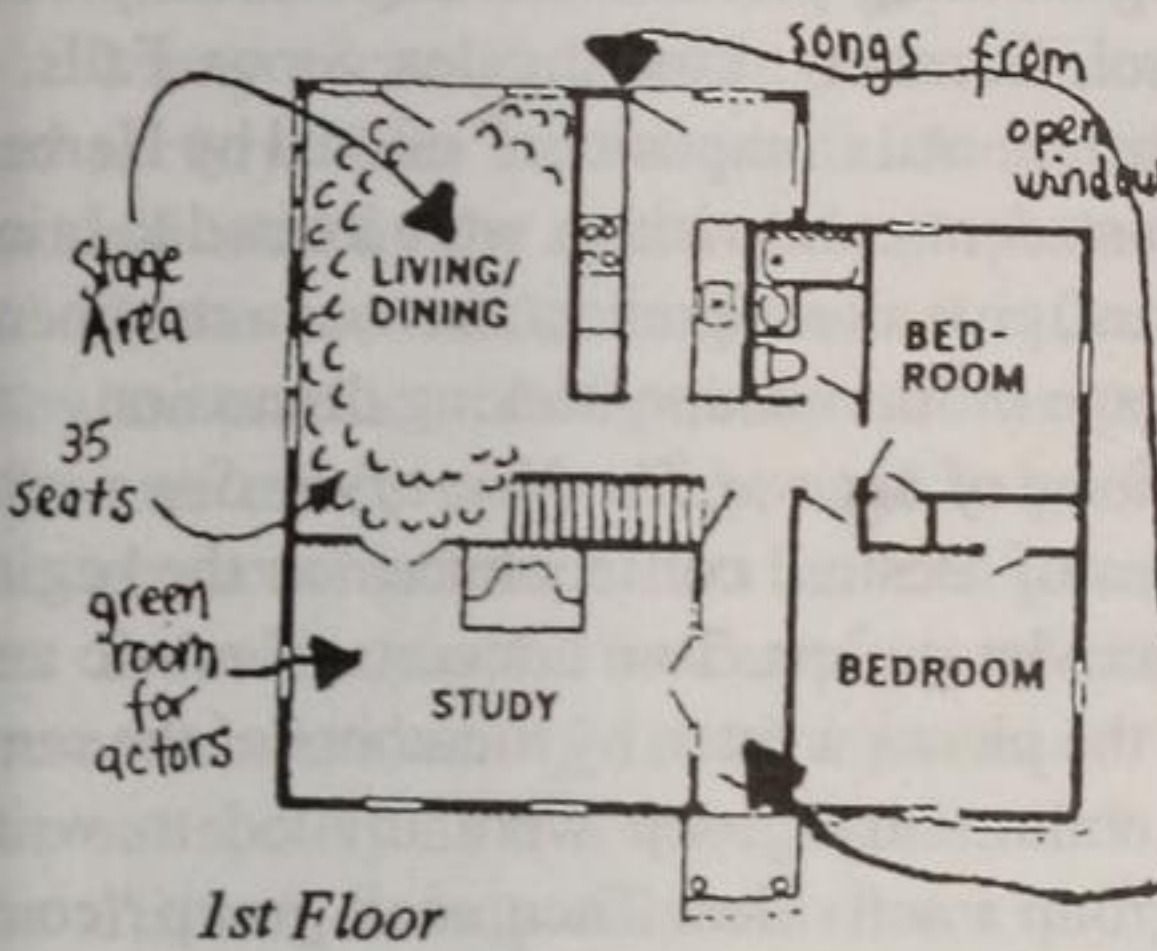 songs from
open
window
Stage
Area
LIVING/
DINING
BED-
ROOM
35
seats
green
room
for
actors
STUDY
BEDROOM
1st Floor